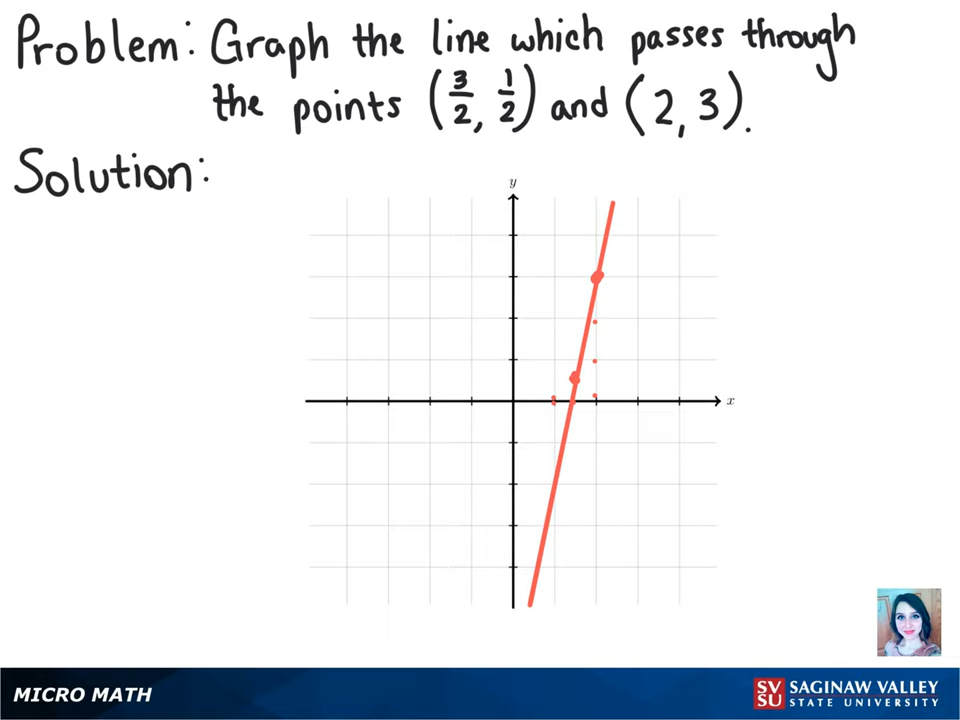 Problem: Graph the line which passes through
the points (3/2, 1/2) and (2, 3).
Solution:
y
x
MICRO MATH
SV
SU
SAGINAW VALLEY
STATE UNIVERSITY